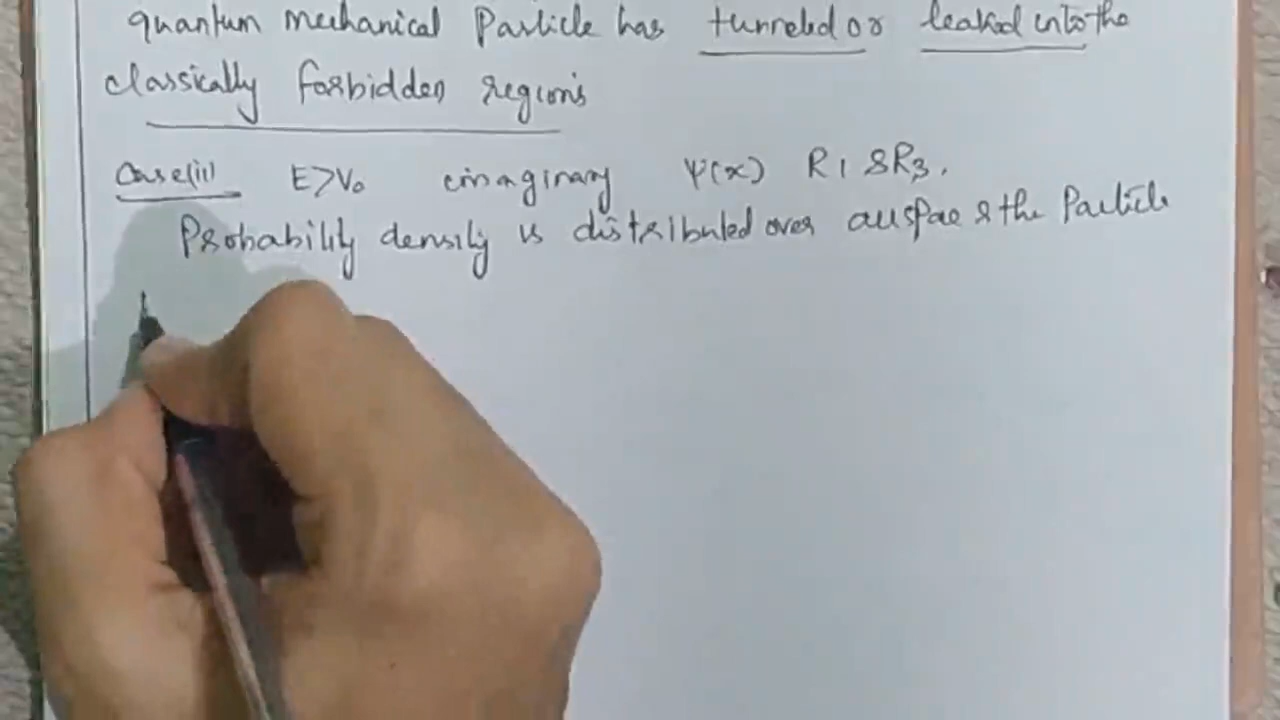 quantum mechanical Particle has tunneled or leaked into the
classically forbidden regions
Case(ii) E>V₀ imaginary Ψ(x) R1 & R3.
Probability density is distributed over all space & the Particle